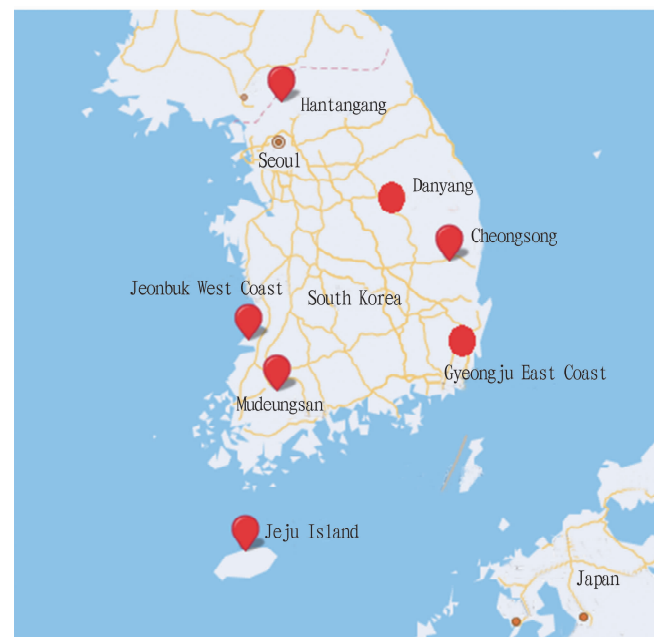 Hantangang
Seoul
Danyang
Cheongsong
Jeonbuk West Coast
South Korea
Gyeongju East Coast
Mudeungsan
Jeju Island
Japan